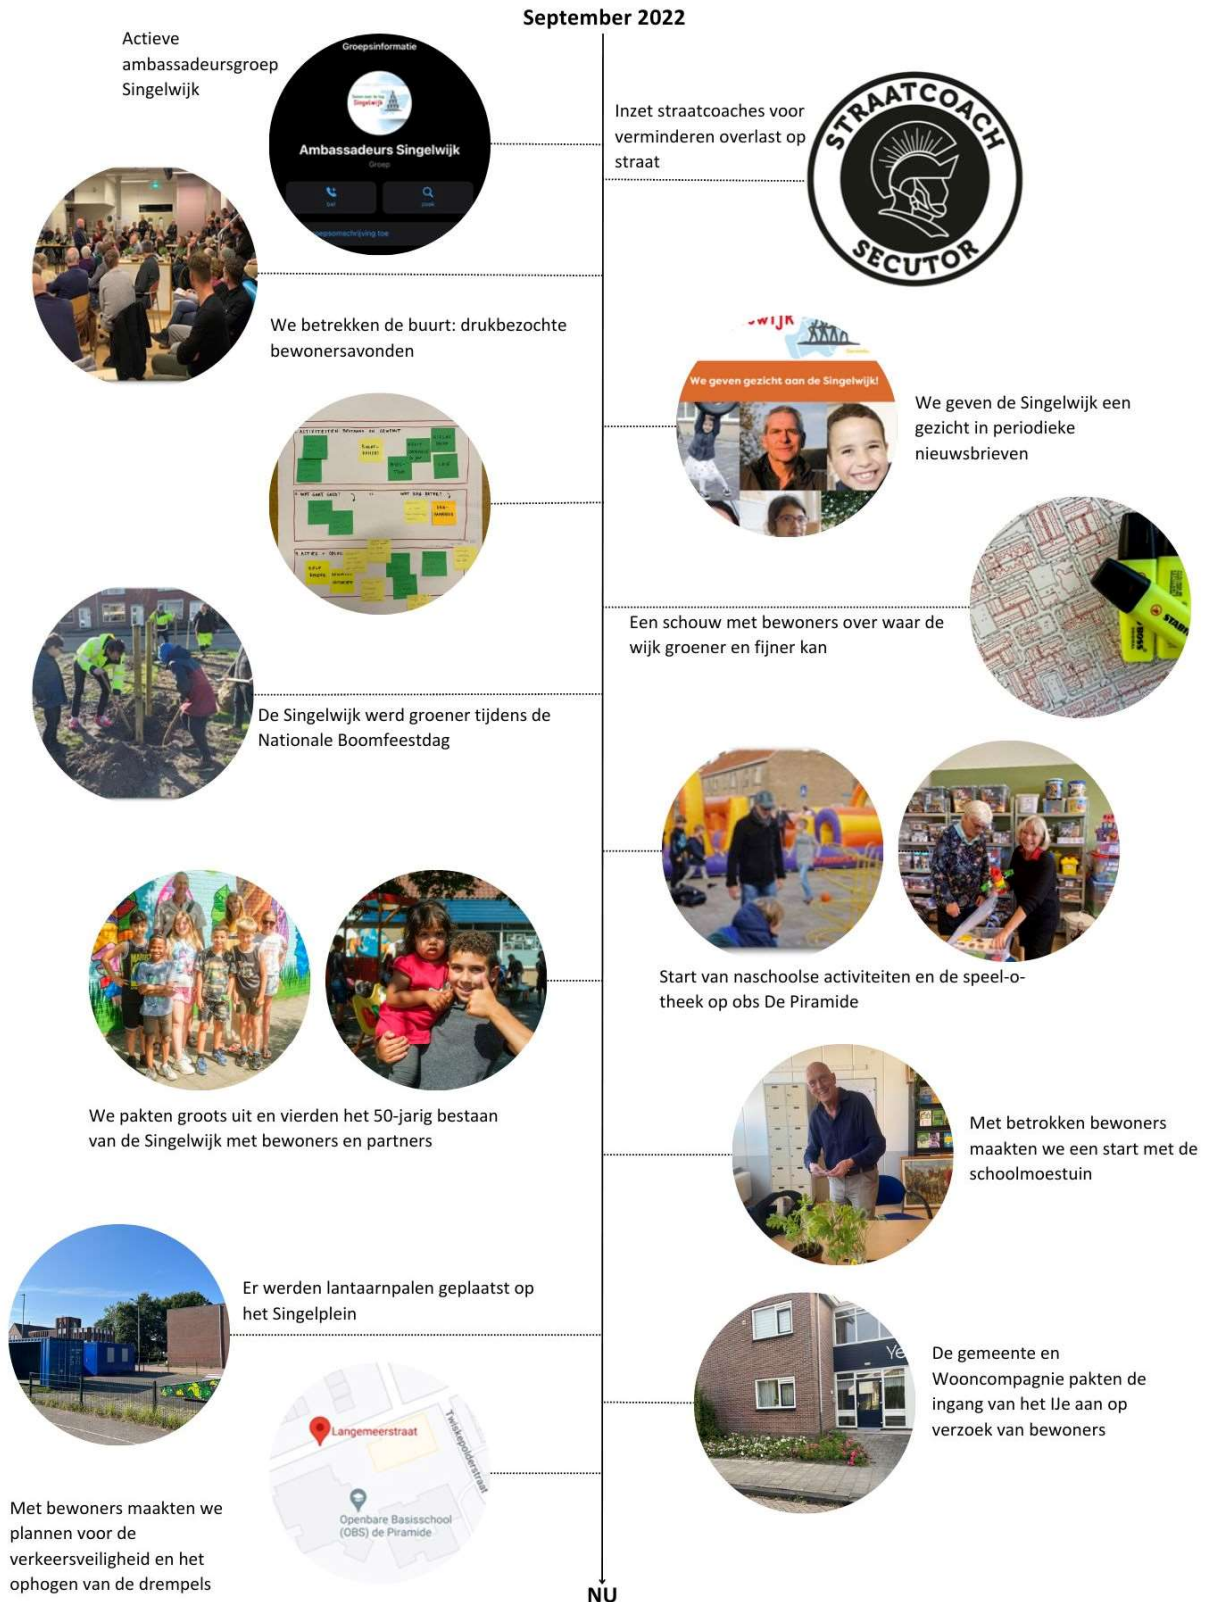 September 2022
Actieve
ambassadeursgroep
Singelwijk
Groepsinformatie
Singelwijk
Ambassadeurs Singelwijk
Groep
bel
zoek
epsomschrijving toe
Inzet straatcoaches voor
verminderen overlast op
straat
STRAATCOACH
SECUTOR
We betrekken de buurt: drukbezochte
bewonersavonden
We geven gezicht aan de Singelwijk!
We geven de Singelwijk een
gezicht in periodieke
nieuwsbrieven
Een schouw met bewoners over waar de
wijk groener en fijner kan
BOSS
De Singelwijk werd groener tijdens de
Nationale Boomfeestdag
Start van naschoolse activiteiten en de speel-o-
theek op obs De Piramide
We pakten groots uit en vierden het 50-jarig bestaan
van de Singelwijk met bewoners en partners
Met betrokken bewoners
maakten we een start met de
schoolmoestuin
Er werden lantaarnpalen geplaatst op
het Singelplein
De gemeente en
Wooncompagnie pakten de
ingang van het IJe aan op
verzoek van bewoners
Ye
Langemeerstraat
Twiskepolderstraat
Openbare Basisschool
(OBS) de Piramide
Met bewoners maakten we
plannen voor de
verkeersveiligheid en het
ophogen van de drempels
NU